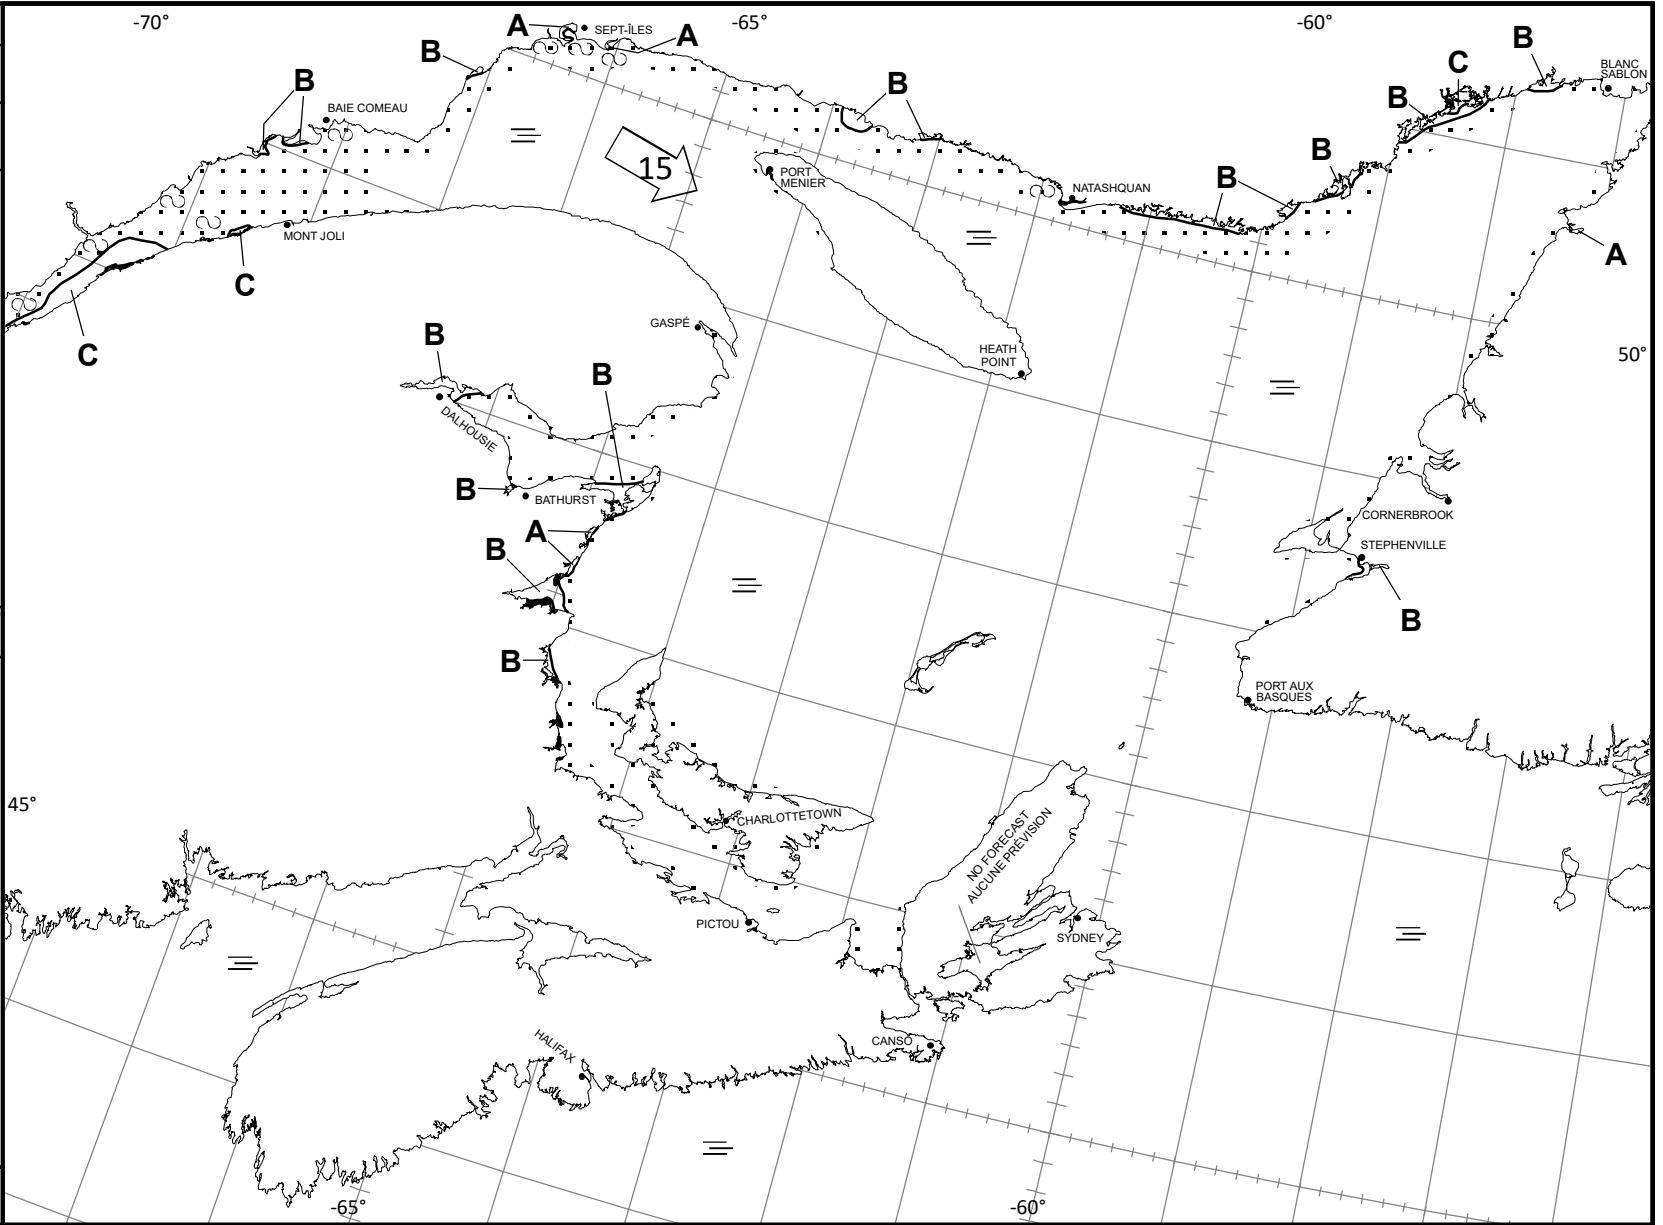 -70°
-65°
-60°
A
SEPT-ÎLES
A
B
B
BLANC
SABLON
C
B
B
BAIE COMEAU
B
B
15
PORT
MENIER
B
B
NATASHQUAN
MONT JOLI
A
C
C
GASPÉ
B
HEATH
POINT
50°
B
DALHOUSIE
B
BATHURST
CORNERBROOK
A
STEPHENVILLE
B
B
B
PORT AUX
BASQUES
45°
CHARLOTTETOWN
NO FORECAST
AUCUNE PRÉVISION
PICTOU
SYDNEY
CANSO
HALIFAX
-65°
-60°